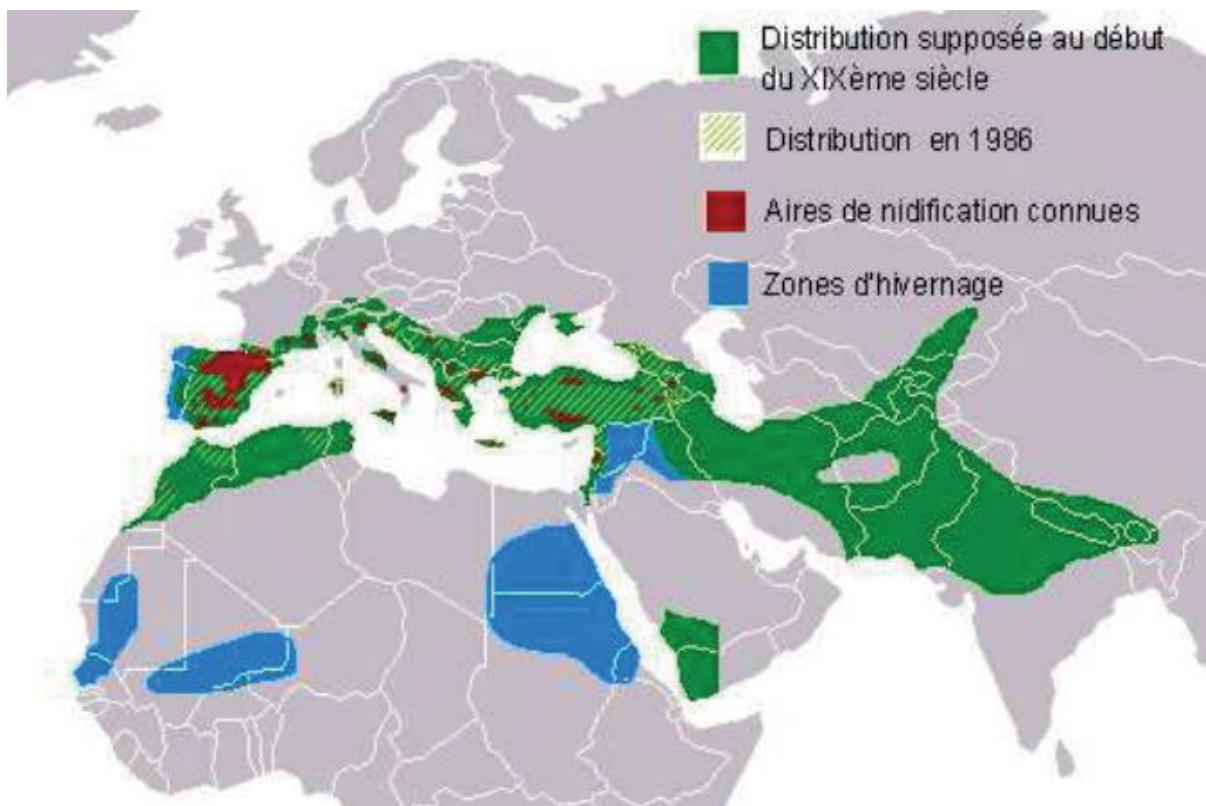 Distribution supposée au début
du XIXème siècle
Distribution en 1986
Aires de nidification connues
Zones d'hivernage